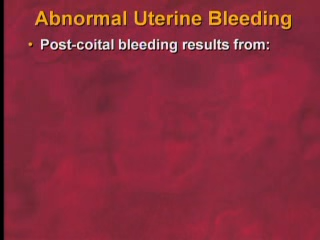 Abnormal Uterine Bleeding
• Post-coital bleeding results from: